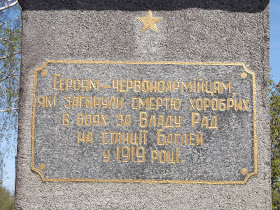 Героям-червоноармійцям,
які загинули смертю хоробрих
в боях за Владу Рад
на станції Баглей
у 1919 році.